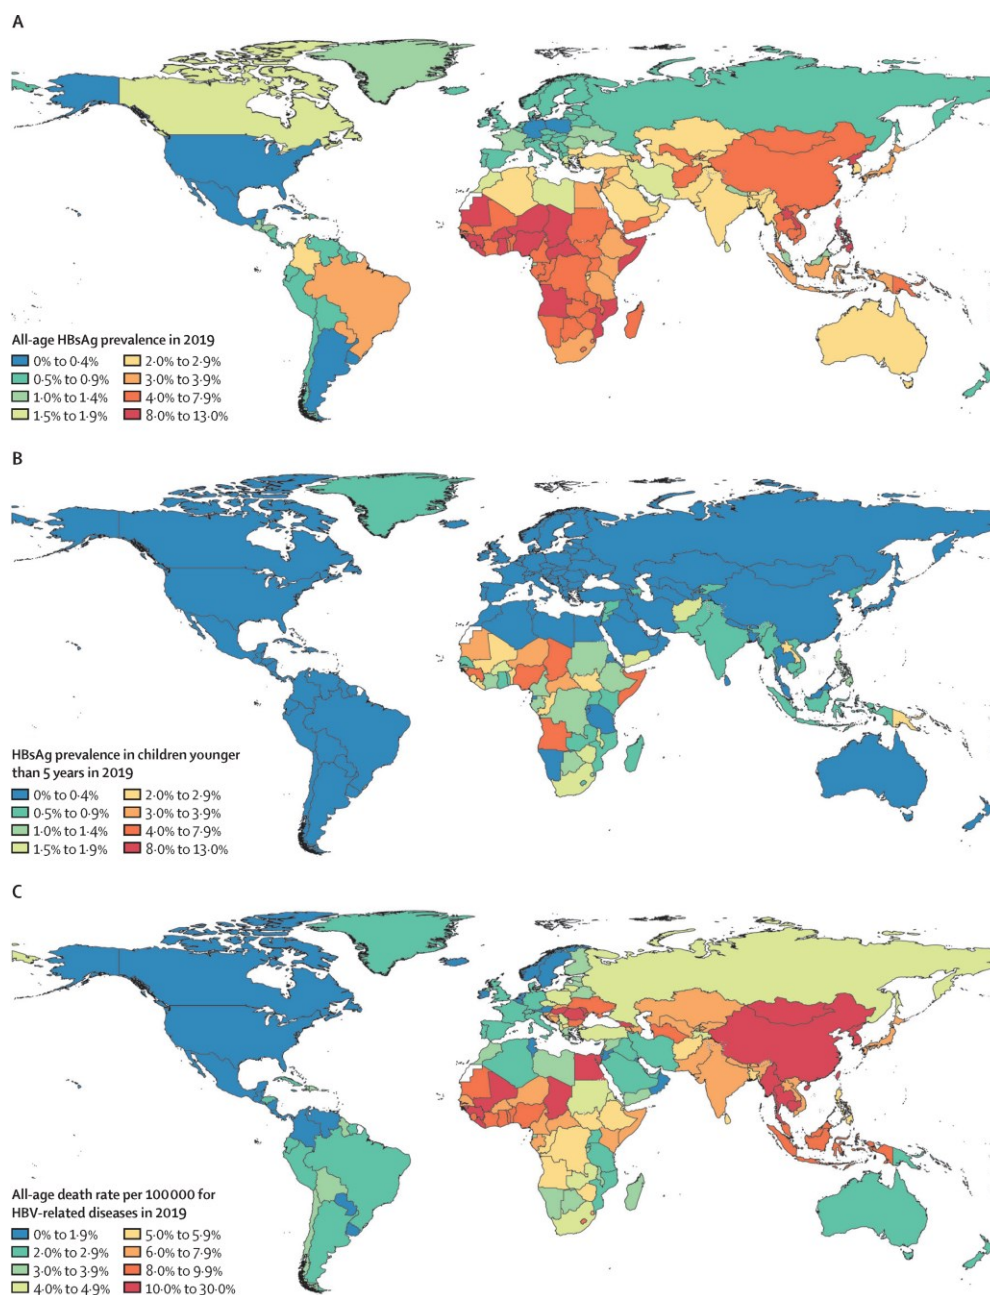 A
All-age HBsAg prevalence in 2019
0% to 0·4%
0·5% to 0·9%
1·0% to 1·4%
1·5% to 1·9%
2·0% to 2·9%
3·0% to 3·9%
4·0% to 7·9%
8·0% to 13·0%
B
HBsAg prevalence in children younger
than 5 years in 2019
0% to 0·4%
0·5% to 0·9%
1·0% to 1·4%
1·5% to 1·9%
2·0% to 2·9%
3·0% to 3·9%
4·0% to 7·9%
8·0% to 13·0%
C
All-age death rate per 100 000 for
HBV-related diseases in 2019
0% to 1·9%
2·0% to 2·9%
3·0% to 3·9%
4·0% to 4·9%
5·0% to 5·9%
6·0% to 7·9%
8·0% to 9·9%
10·0% to 30·0%